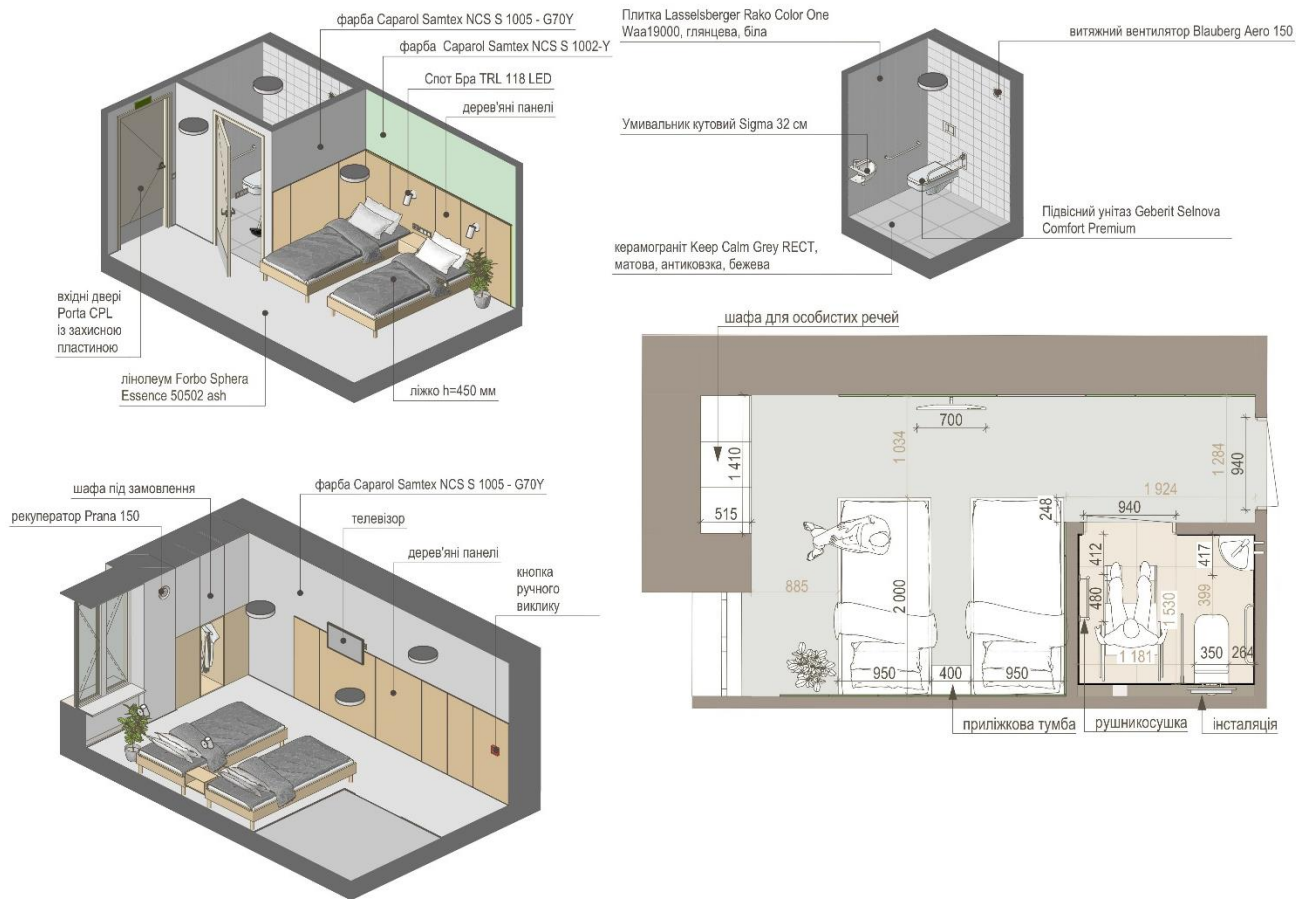 фарба Caparol Samtex NCS S 1005 - G70Y
фарба Caparol Samtex NCS S 1002-Y
Спот Бра TRL 118 LED
дерев'яні панелі
вхідні двері
Porta CPL
із захисною
пластиною
лінолеум Forbo Sphera
Essence 50502 ash
ліжко h=450 мм
Плитка Lasselsberger Rako Color One
Waa19000, глянцева, біла
витяжний вентилятор Blauberg Aero 150
Умивальник кутовий Sigma 32 см
Підвісний унітаз Geberit Selnova
Comfort Premium
керамограніт Keep Calm Grey RECT,
матова, антиковзка, бежева
шафа під замовлення
рекуператор Prana 150
фарба Caparol Samtex NCS S 1005 - G70Y
телевізор
дерев'яні панелі
кнопка
ручного
виклику
шафа для особистих речей
700
1 034
1 410
515
1 284
940
1 924
940
248
412
417
885
2 000
480
1 530
399
1 181
350
264
950
400
950
приліжкова тумба
рушникосушка
інсталяція